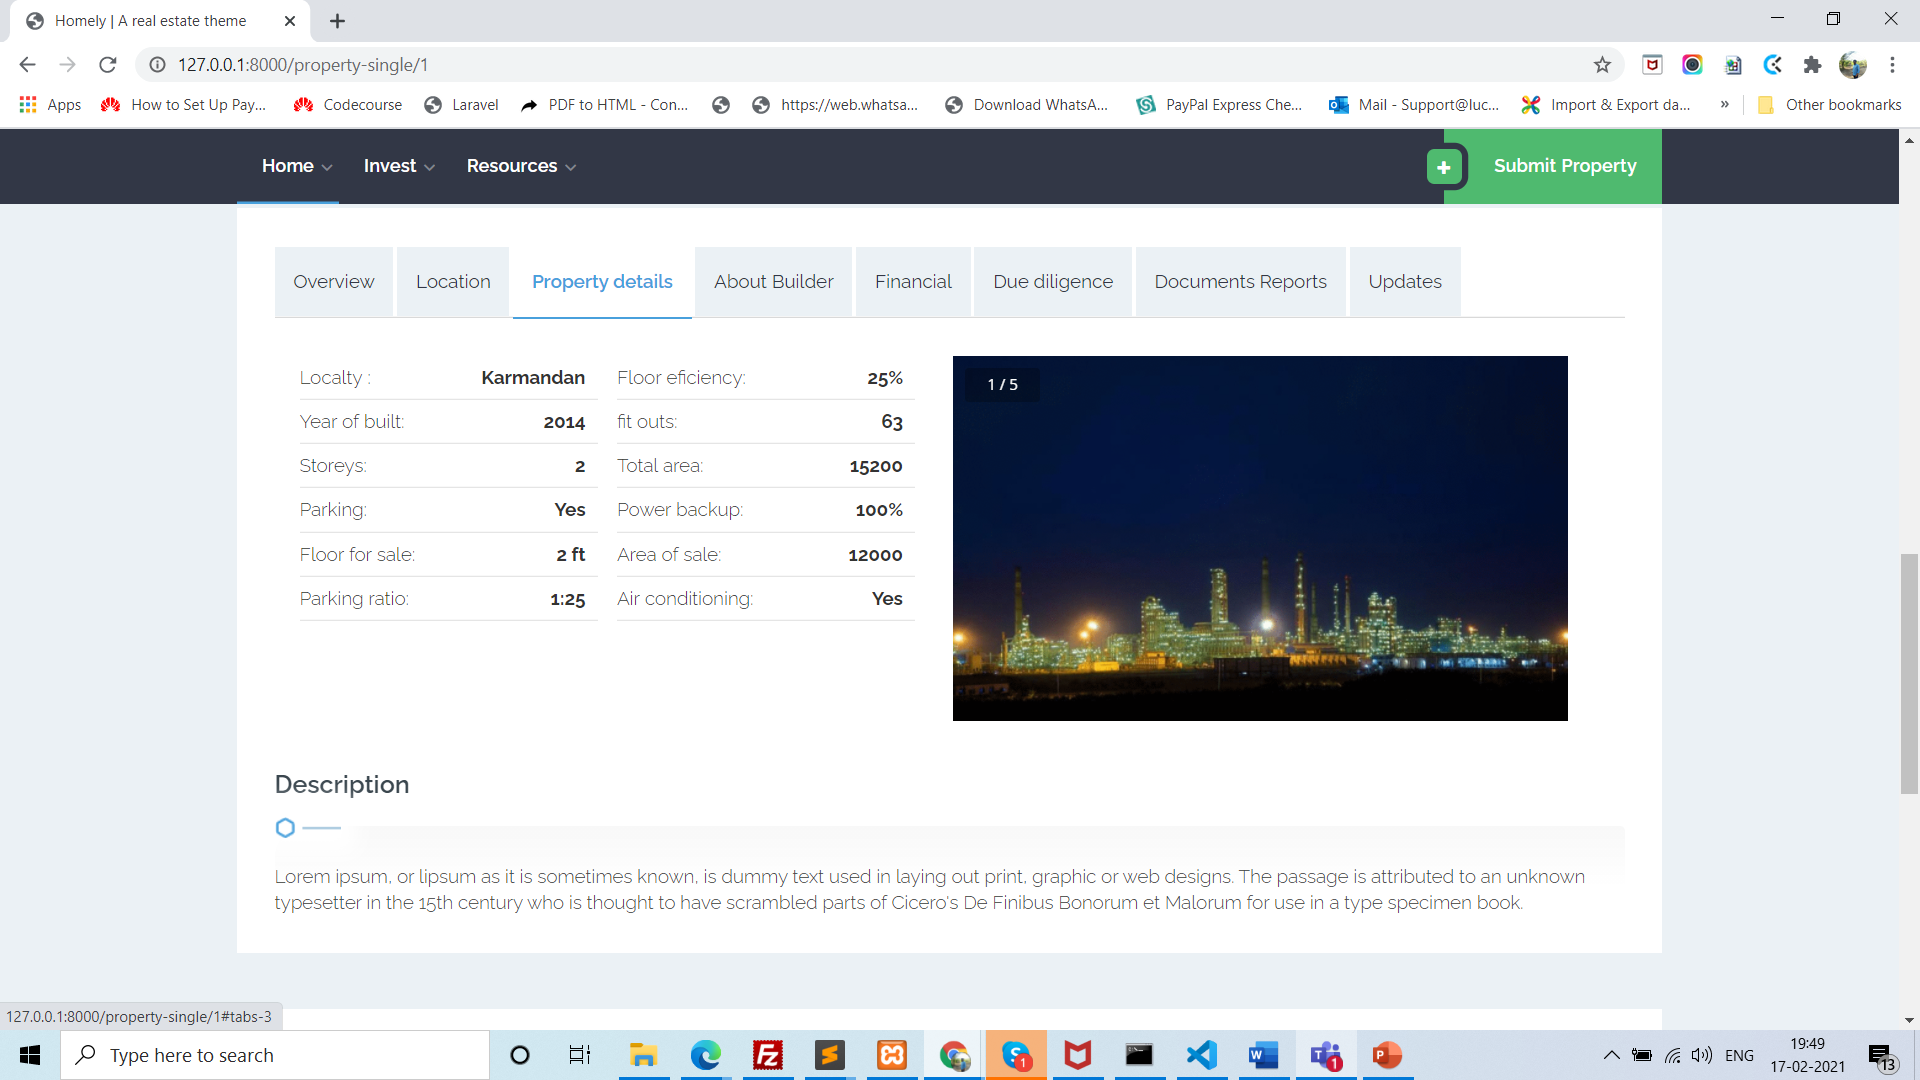 Homely | A real estate theme
127.0.0.1:8000/property-single/1
Apps
How to Set Up Pay...
Codecourse
Laravel
PDF to HTML - Con...
https://web.whatsa...
Download WhatsA...
PayPal Express Che...
Mail - Support@luc...
Import & Export da...
»
Other bookmarks
Home
Invest
Resources
Submit Property
Overview
Location
Property details
About Builder
Financial
Due diligence
Documents Reports
Updates
Localty : Karmandan
Year of built: 2014
Storeys: 2
Parking: Yes
Floor for sale: 2 ft
Parking ratio: 1:25
Floor eficiency: 25%
fit outs: 63
Total area: 15200
Power backup: 100%
Area of sale: 12000
Air conditioning: Yes
1 / 5
Description
Lorem ipsum, or lipsum as it is sometimes known, is dummy text used in laying out print, graphic or web designs. The passage is attributed to an unknown
typesetter in the 15th century who is thought to have scrambled parts of Cicero's De Finibus Bonorum et Malorum for use in a type specimen book.
127.0.0.1:8000/property-single/1#tabs-3
Type here to search
1
1
ENG
19:49
17-02-2021
13